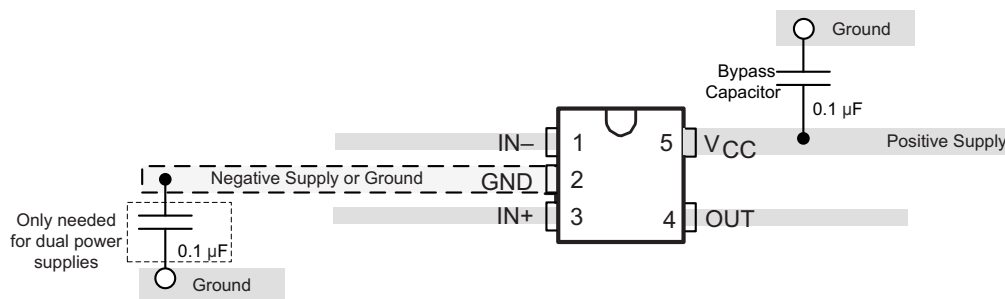 Ground
Bypass
Capacitor
0.1 µF
IN–
1
5
VCC
Positive Supply
Negative Supply or Ground
GND
2
IN+
3
4
OUT
Only needed
for dual power
supplies
0.1 µF
Ground